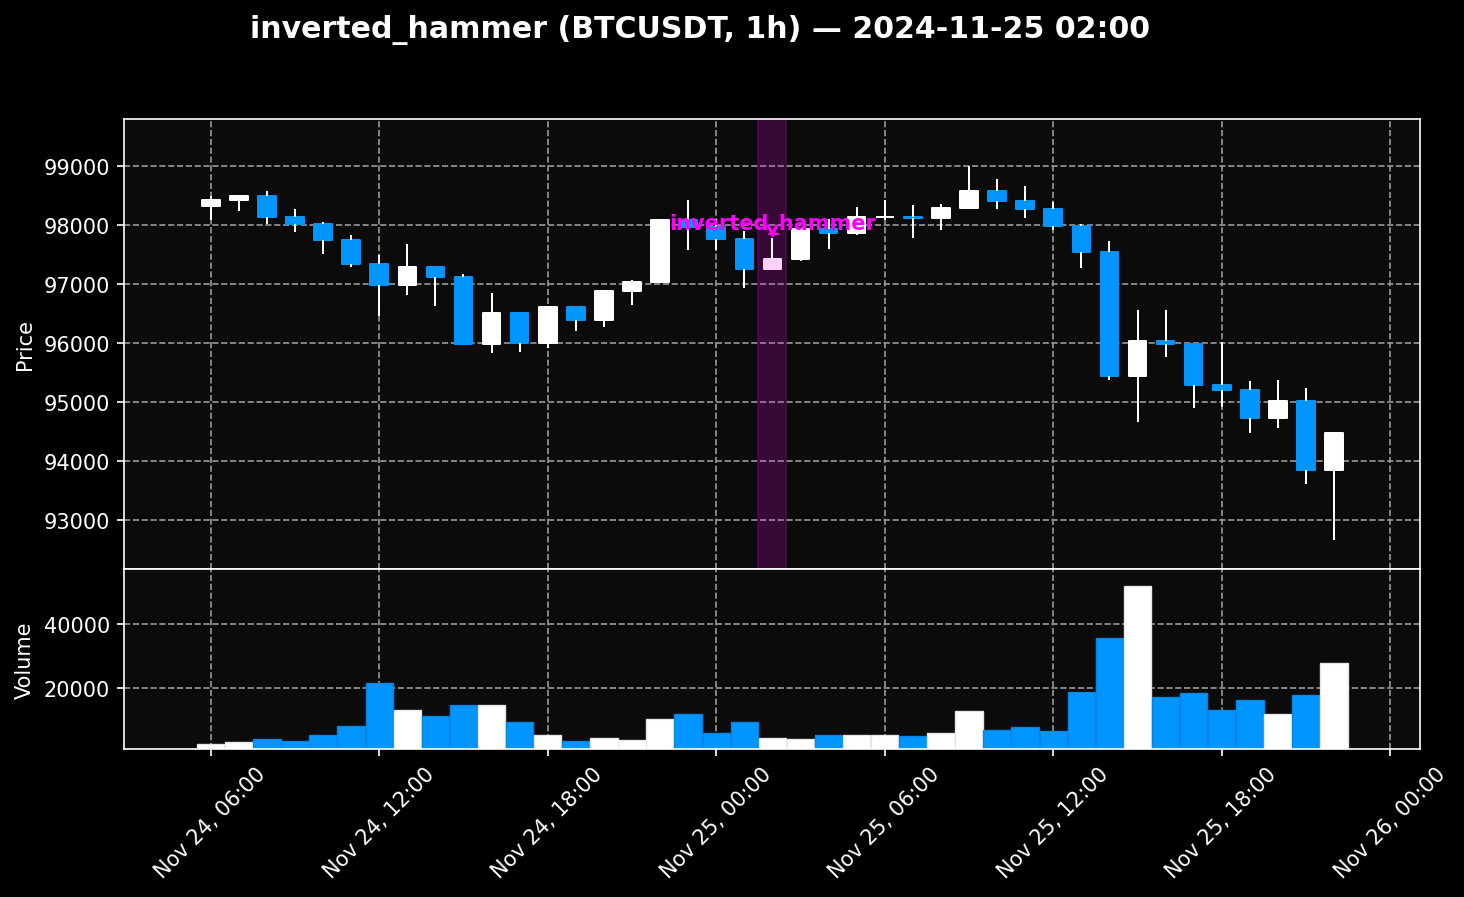 inverted_hammer (BTCUSDT, 1h) — 2024-11-25 02:00
Price
99000
98000
97000
96000
95000
94000
93000
inverted_hammer
Volume
40000
20000
Nov 24, 06:00
Nov 24, 12:00
Nov 24, 18:00
Nov 25, 00:00
Nov 25, 06:00
Nov 25, 12:00
Nov 25, 18:00
Nov 26, 00:00